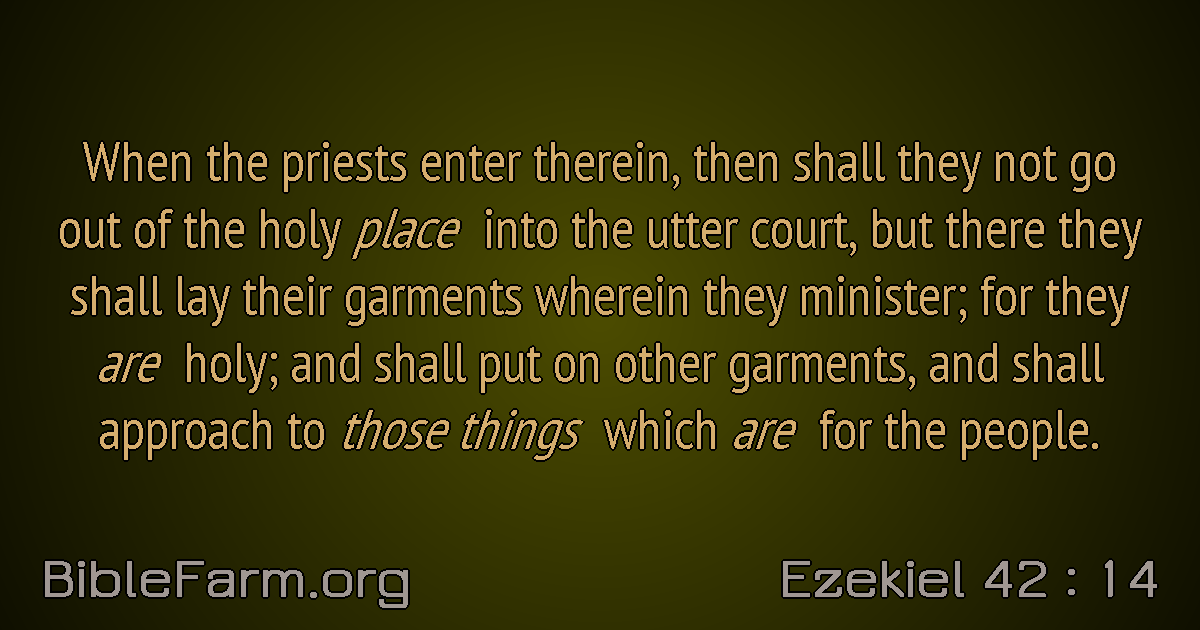 When the priests enter therein, then shall they not go
out of the holy place into the utter court, but there they
shall lay their garments wherein they minister; for they
are holy; and shall put on other garments, and shall
approach to those things which are for the people.
BibleFarm.org
Ezekiel 42 : 14